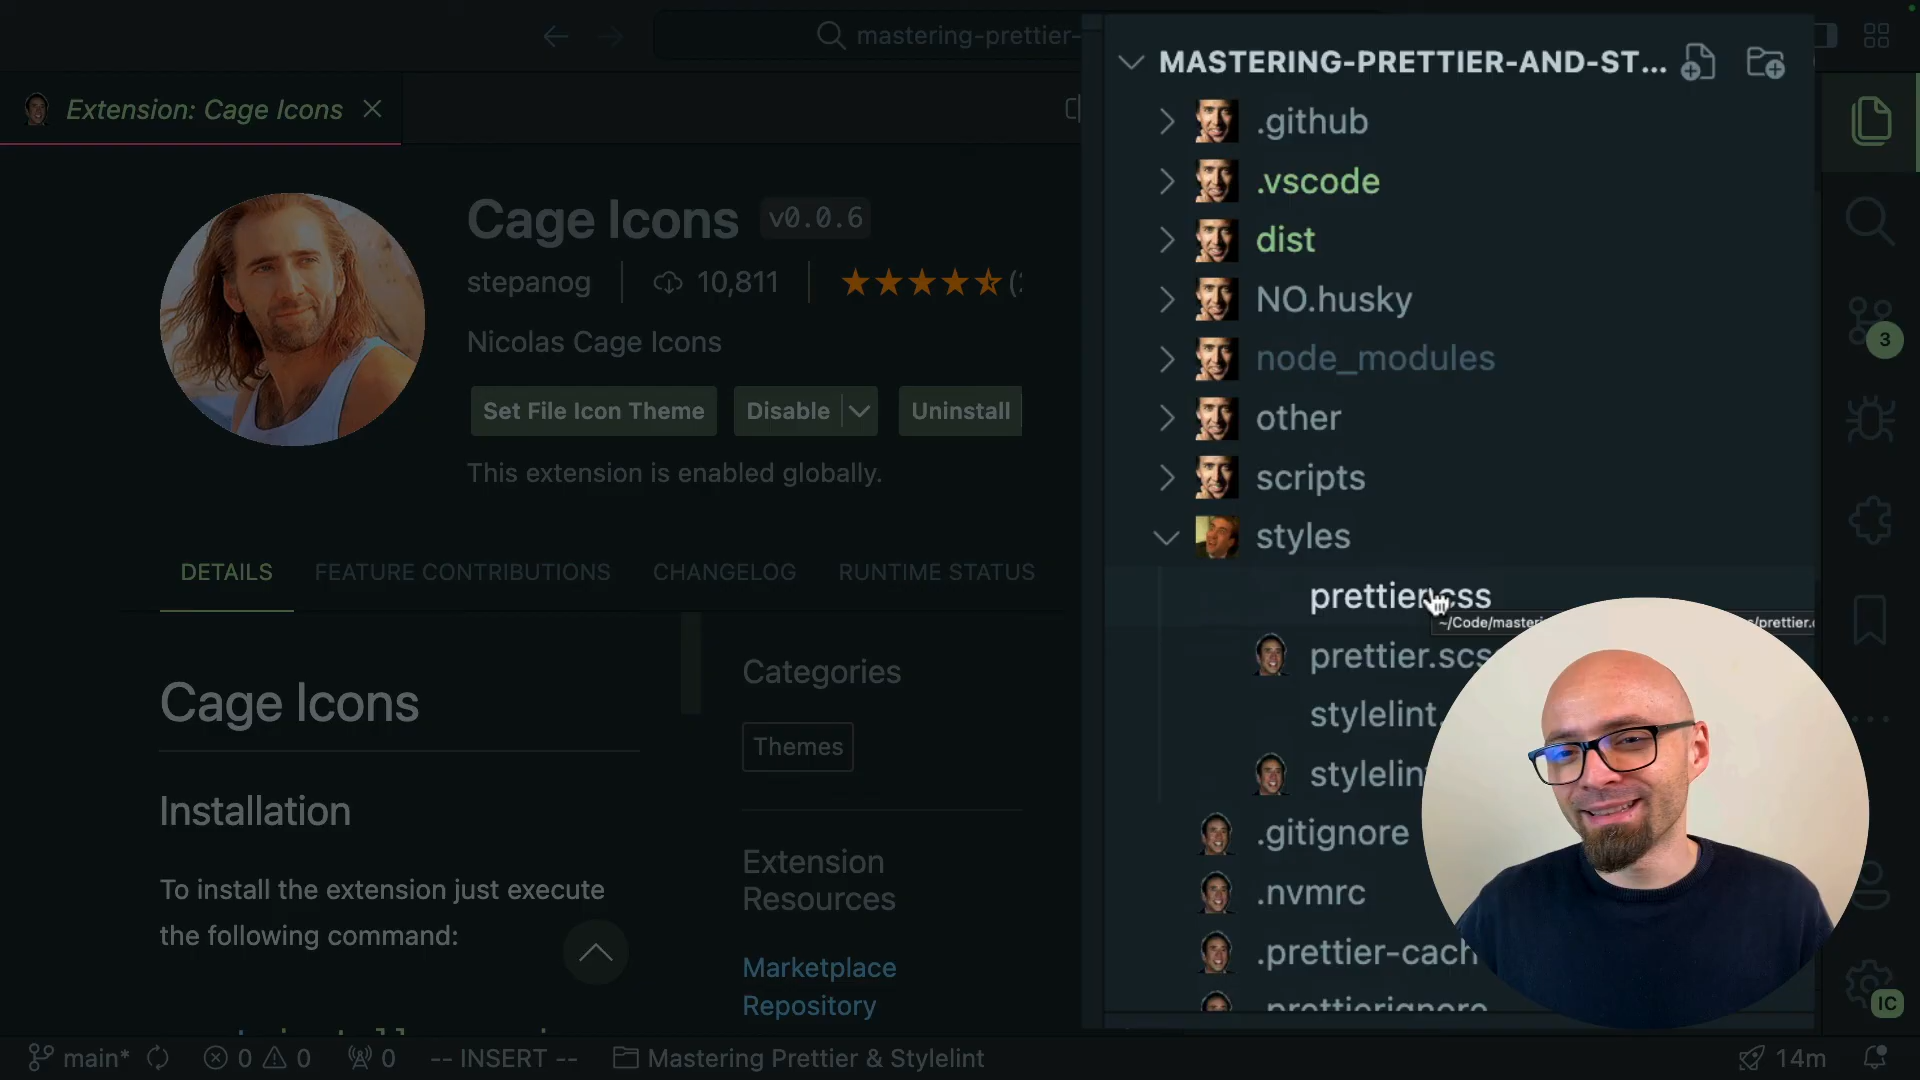 mastering-prettier-
Extension: Cage Icons
Cage Icons v0.0.6
stepanog 10,811
Nicolas Cage Icons
Set File Icon Theme Disable Uninstall
This extension is enabled globally.
DETAILS FEATURE CONTRIBUTIONS CHANGELOG RUNTIME STATUS
Cage Icons
Installation
To install the extension just execute
the following command:
Categories
Themes
Extension
Resources
Marketplace
Repository
MASTERING-PRETTIER-AND-ST...
.github
.vscode
dist
NO.husky
node_modules
other
scripts
styles
prettier.css
~/Code/masteri
s/prettier.c
prettier.scs
stylelint.
stylelin
.gitignore
.nvmrc
.prettier-cach
.prettierignore
3
IC
main* 0 0 0 -- INSERT -- Mastering Prettier & Stylelint 14m